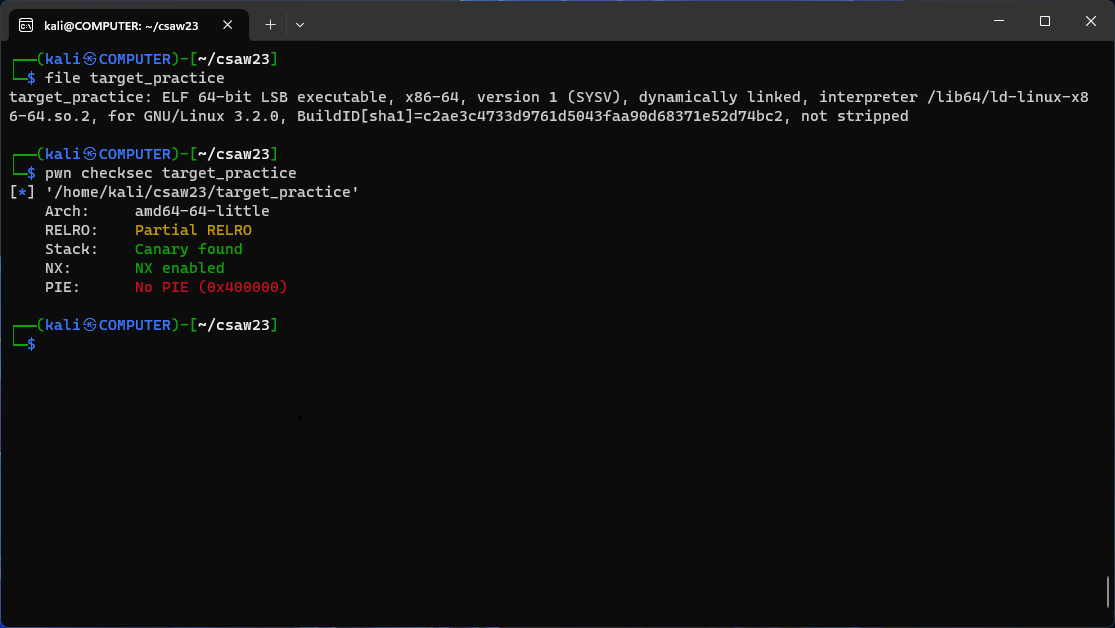 kali@COMPUTER: ~/csaw23
┌──(kali㉿COMPUTER)-[~/csaw23]
└─$ file target_practice
target_practice: ELF 64-bit LSB executable, x86-64, version 1 (SYSV), dynamically linked, interpreter /lib64/ld-linux-x8
6-64.so.2, for GNU/Linux 3.2.0, BuildID[sha1]=c2ae3c4733d9761d5043faa90d68371e52d74bc2, not stripped
┌──(kali㉿COMPUTER)-[~/csaw23]
└─$ pwn checksec target_practice
[*] '/home/kali/csaw23/target_practice'
Arch: amd64-64-little
RELRO: Partial RELRO
Stack: Canary found
NX: NX enabled
PIE: No PIE (0x400000)
┌──(kali㉿COMPUTER)-[~/csaw23]
└─$